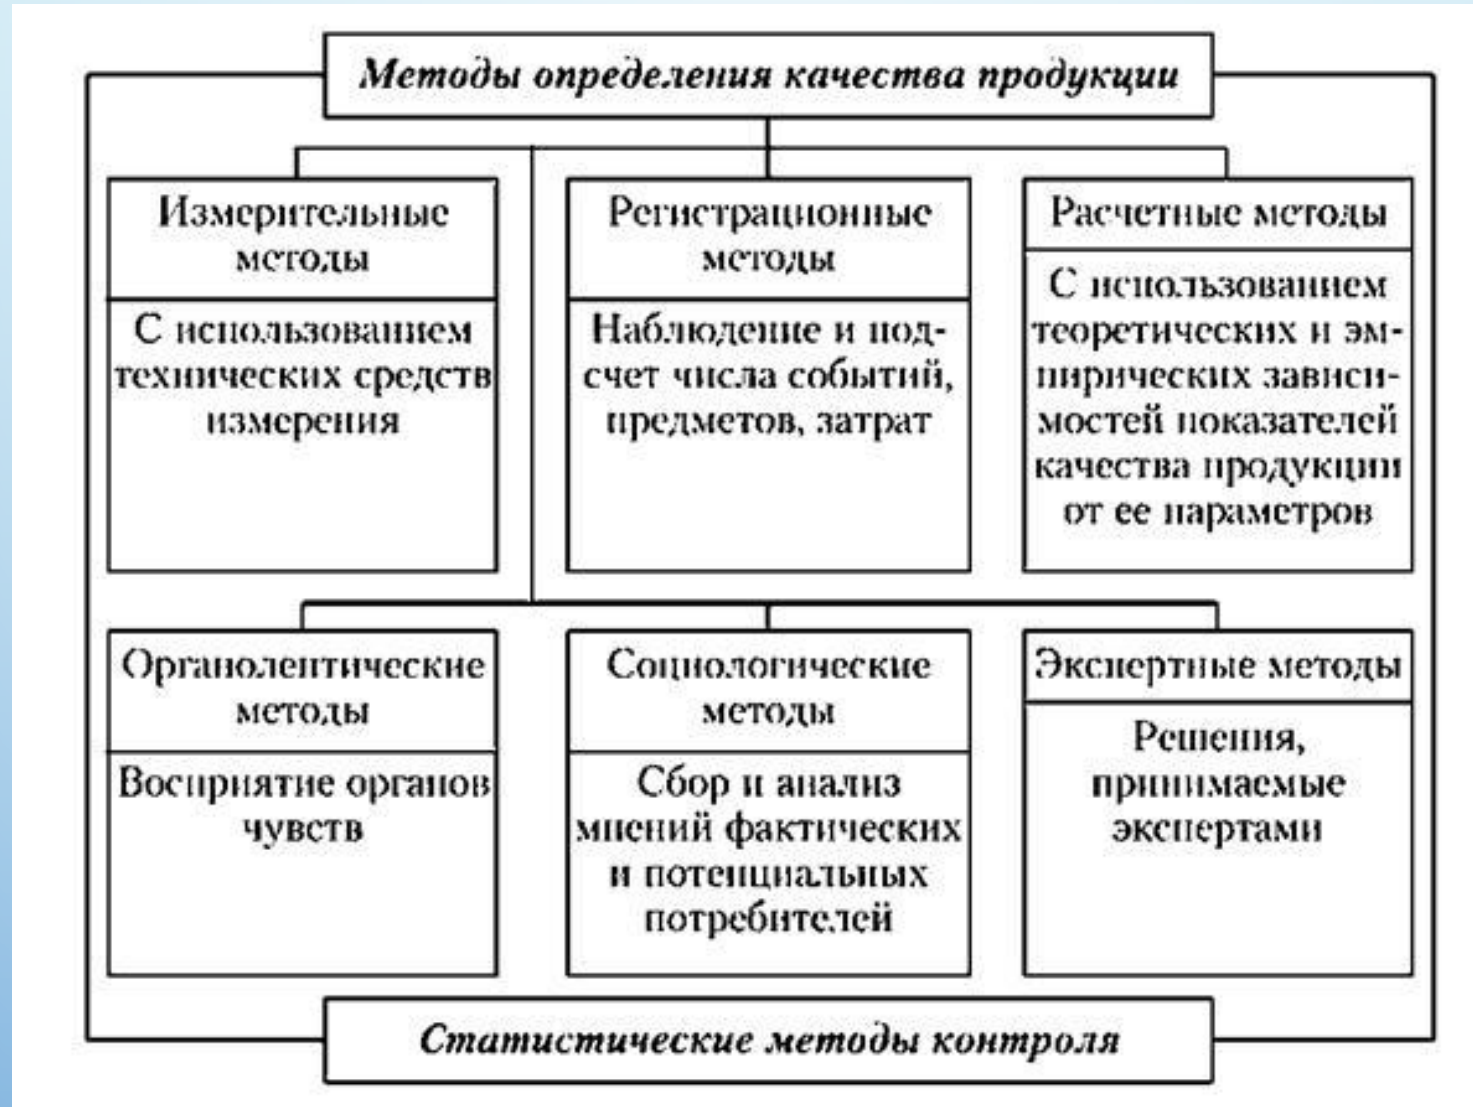 Методы определения качества продукции
Измерительные
методы
С использованием
технических средств
измерения
Регистрационные
методы
Наблюдение и под-
счет числа событий,
предметов, затрат
Расчетные методы
С использованием
теоретических и эм-
пирических зависи-
мостей показателей
качества продукции
от ее параметров
Органолептические
методы
Восприятие органов
чувств
Социологические
методы
Сбор и анализ
мнений фактических
и потенциальных
потребителей
Экспертные методы
Решения,
принимаемые
экспертами
Статистические методы контроля